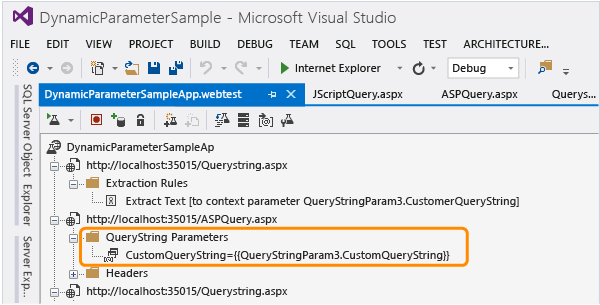 DynamicParameterSample - Microsoft Visual Studio
FILE EDIT VIEW PROJECT BUILD DEBUG TEAM SQL TOOLS TEST ARCHITECTURE...
Internet Explorer Debug
DynamicParameterSampleApp.webtest JScriptQuery.aspx ASPQuery.aspx Querys...
SQL Server Object Explorer
Server Exp...
DynamicParameterSampleAp
http://localhost:35015/Querystring.aspx
Extraction Rules
Extract Text [to context parameter QueryStringParam3.CustomerQueryString]
http://localhost:35015/ASPQuery.aspx
QueryString Parameters
CustomQueryString={{QueryStringParam3.CustomQueryString}}
Headers
http://localhost:35015/Querystring.aspx